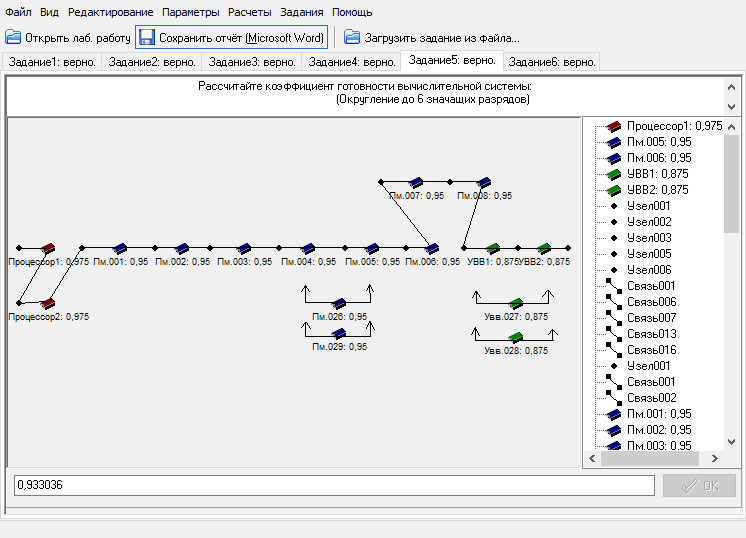 Файл Вид Редактирование Параметры Расчеты Задания Помощь
Открыть лаб. работу Сохранить отчёт (Microsoft Word) Загрузить задание из файла...
Задание1: верно. Задание2: верно. Задание3: верно. Задание4: верно. Задание5: верно. Задание6: верно.
Рассчитайте коэффициент готовности вычислительной системы:
(Округление до 6 значащих разрядов)
Пм.007: 0,95 Пм.008: 0,95
Процессор1: 0,975 Пм.001: 0,95 Пм.002: 0,95 Пм.003: 0,95 Пм.004: 0,95 Пм.005: 0,95 Пм.006: 0,95 УВВ1: 0,875 УВВ2: 0,875
Процессор2: 0,975 Пм.026: 0,95 Увв.027: 0,875
Пм.029: 0,95 Увв.028: 0,875
Процессор1: 0,975
Пм.005: 0,95
Пм.006: 0,95
УВВ1: 0,875
УВВ2: 0,875
Узел001
Узел002
Узел003
Узел005
Узел006
Связь001
Связь006
Связь007
Связь013
Связь016
Узел001
Связь001
Связь002
Пм.001: 0,95
Пм.002: 0,95
Пм.003: 0,95
0,933036 OK